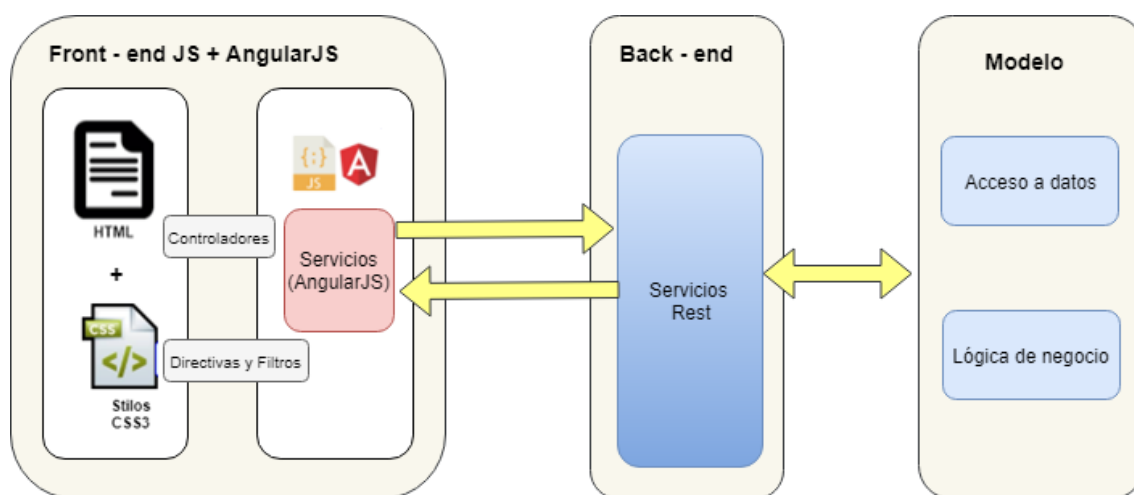 Front - end JS + AngularJS
HTML
+
CSS
</>
Stilos
CSS3
Controladores
Directivas y Filtros
{;}
JS
A
Servicios
(AngularJS)
Back - end
Servicios
Rest
Modelo
Acceso a datos
Lógica de negocio